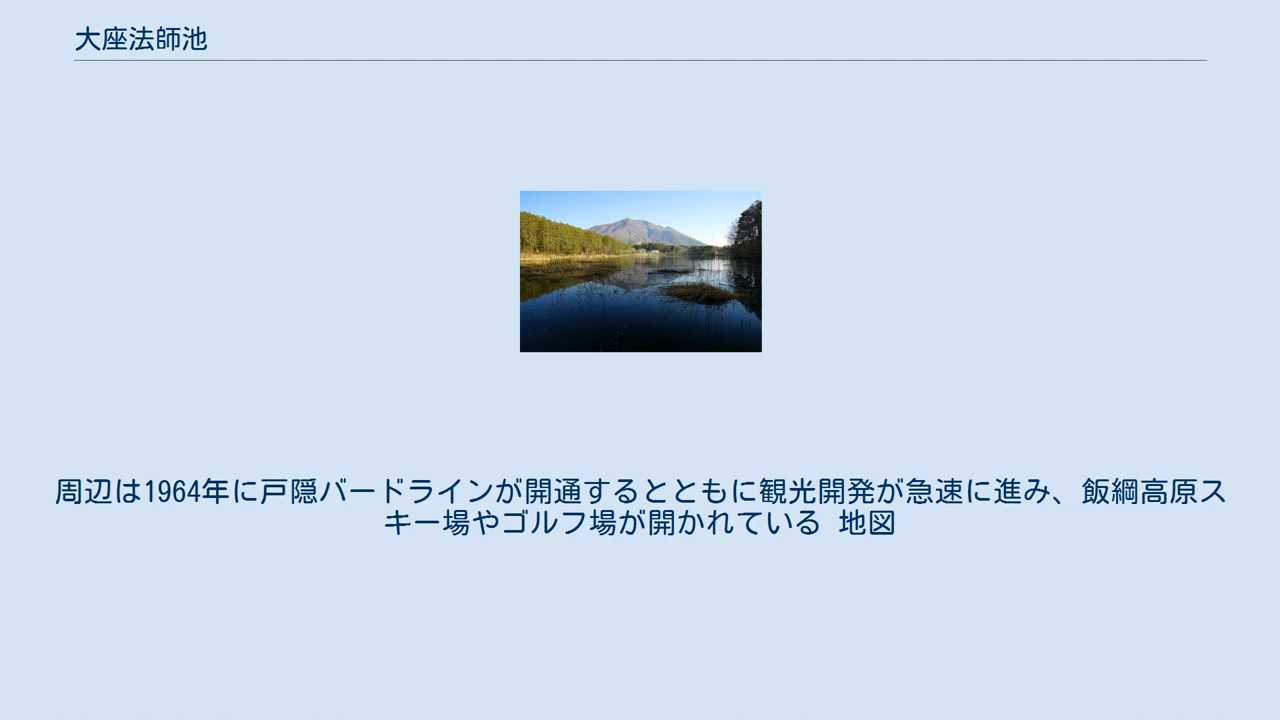 大座法師池
周辺は1964年に戸隠バードラインが開通するとともに観光開発が急速に進み、飯綱高原ス
キー場やゴルフ場が開かれている 地図